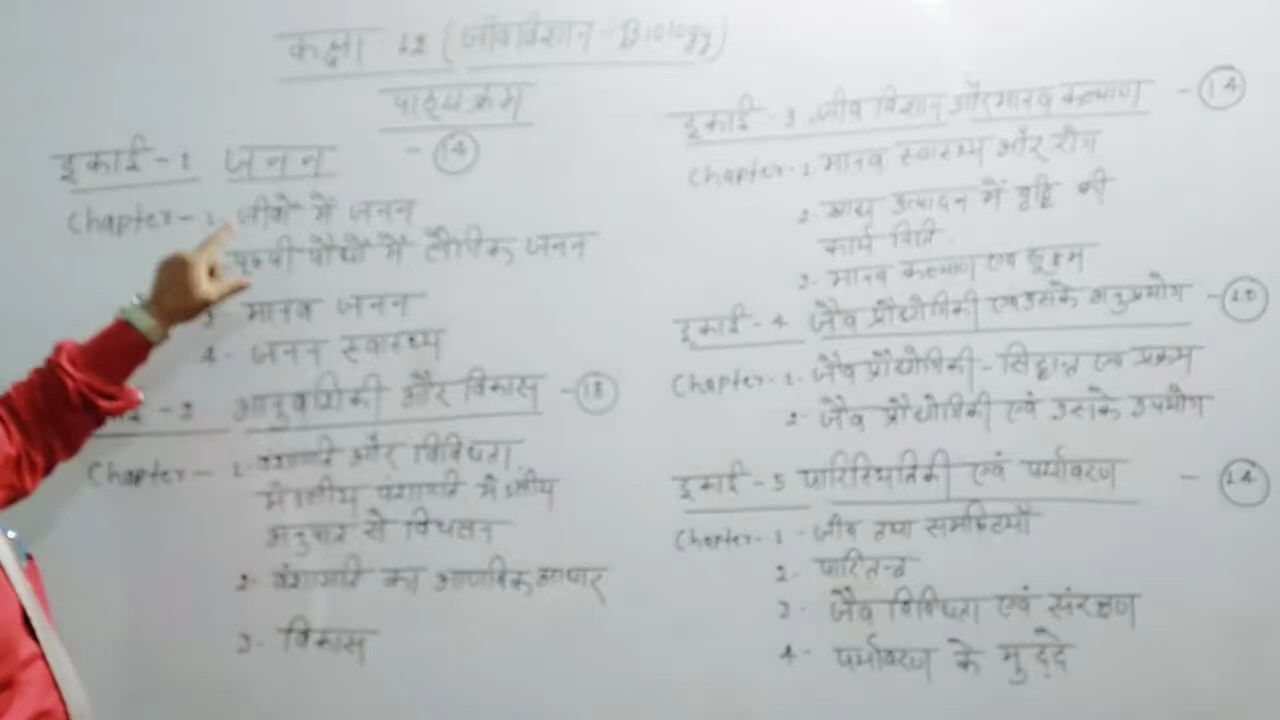 कक्षा 12 (जीवविज्ञान - Biology)
पाठ्यक्रम
इकाई - 1 जनन - 14
Chapter - 1. जीवों में जनन
पुष्पी पौधों में लैंगिक जनन
3 मानव जनन
4 - जनन स्वास्थ्य
- 2 आनुवंशिकी और विकास - 18
Chapter - 1. वंशागति और विविधता
मेंडलीय वंशागति, मेंडलीय
अनुपात से विचलन
2 - वंशागति का आणविक आधार
3 - विकास
इकाई - 3 जीव विज्ञान और मानव कल्याण - 14
Chapter - 1 मानव स्वास्थ्य और रोग
2 खाद्य उत्पादन में वृद्धि की
कार्य
3 - मानव कल्याण एवं सूक्ष्म
इकाई - 4 जैव प्रौद्योगिकी एवं उसके अनुप्रयोग - 10
Chapter - 1. जैव प्रौद्योगिकी - सिद्धान्त एवं प्रक्रम
2 - जैव प्रौद्योगिकी एवं उसके उपयोग
इकाई - 5 पारिस्थितिकी एवं पर्यावरण - 14
Chapter - 1 - जीव तथा समष्टियाँ
2 - पारितन्त्र
3 - जैव विविधता एवं संरक्षण
4 - पर्यावरण के मुद्दे